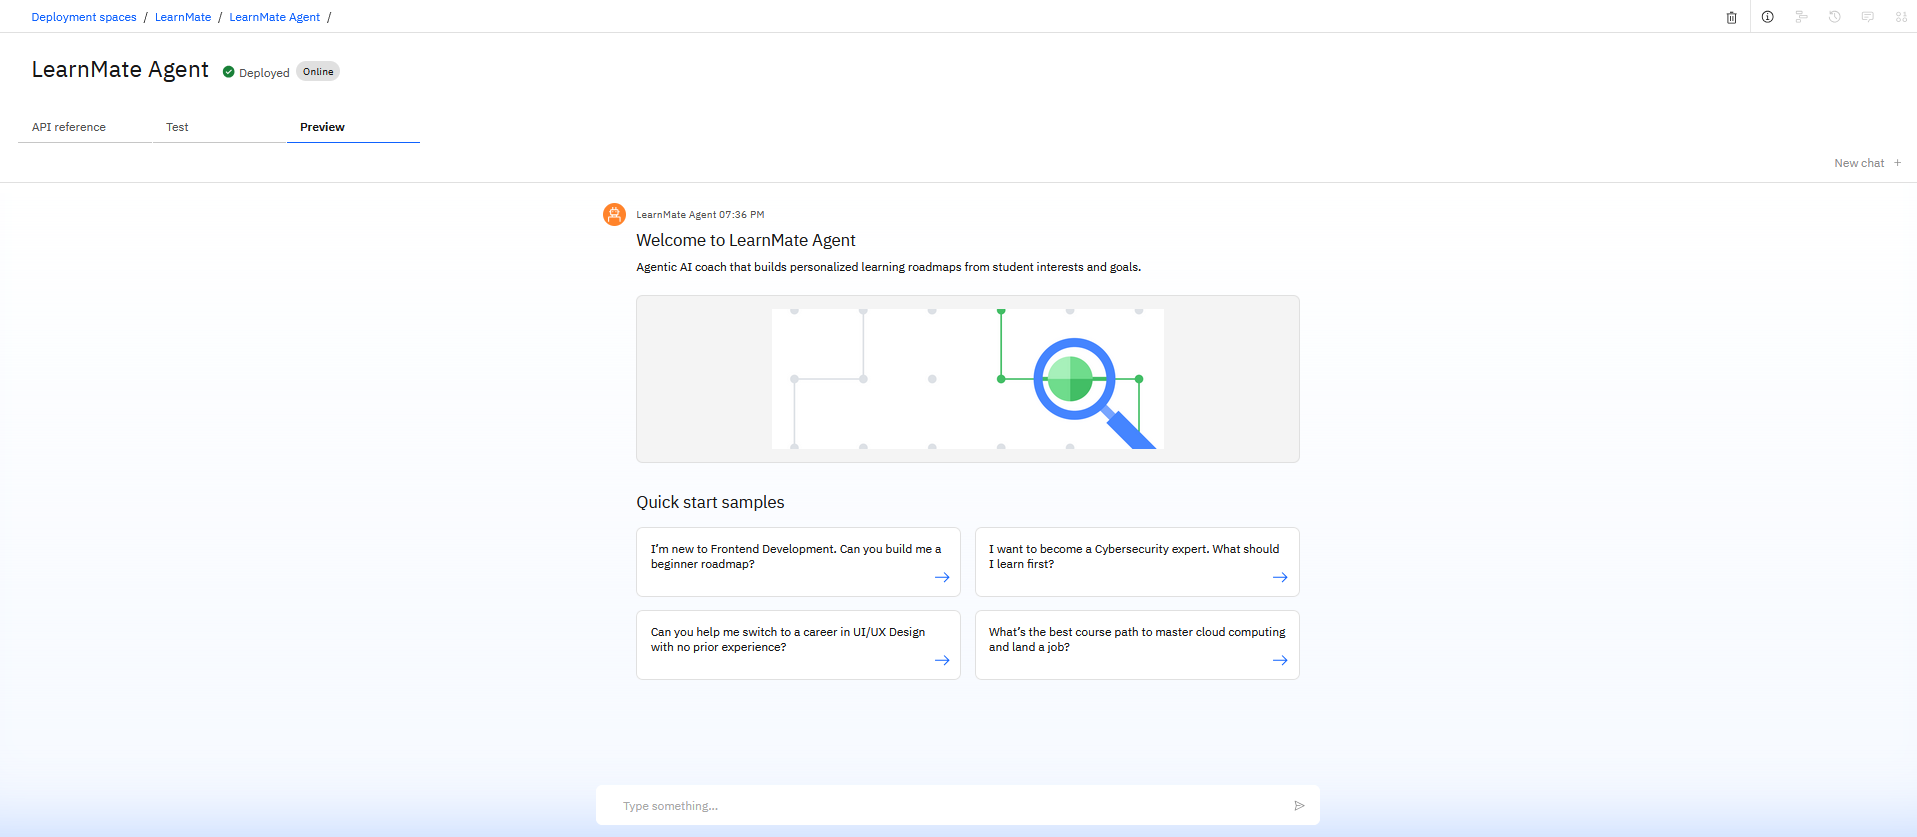 Deployment spaces / LearnMate / LearnMate Agent /
LearnMate Agent Deployed Online
API reference Test Preview
New chat +
LearnMate Agent 07:36 PM
Welcome to LearnMate Agent
Agentic AI coach that builds personalized learning roadmaps from student interests and goals.
Quick start samples
I'm new to Frontend Development. Can you build me a
beginner roadmap?
I want to become a Cybersecurity expert. What should
I learn first?
Can you help me switch to a career in UI/UX Design
with no prior experience?
What's the best course path to master cloud computing
and land a job?
Type something...